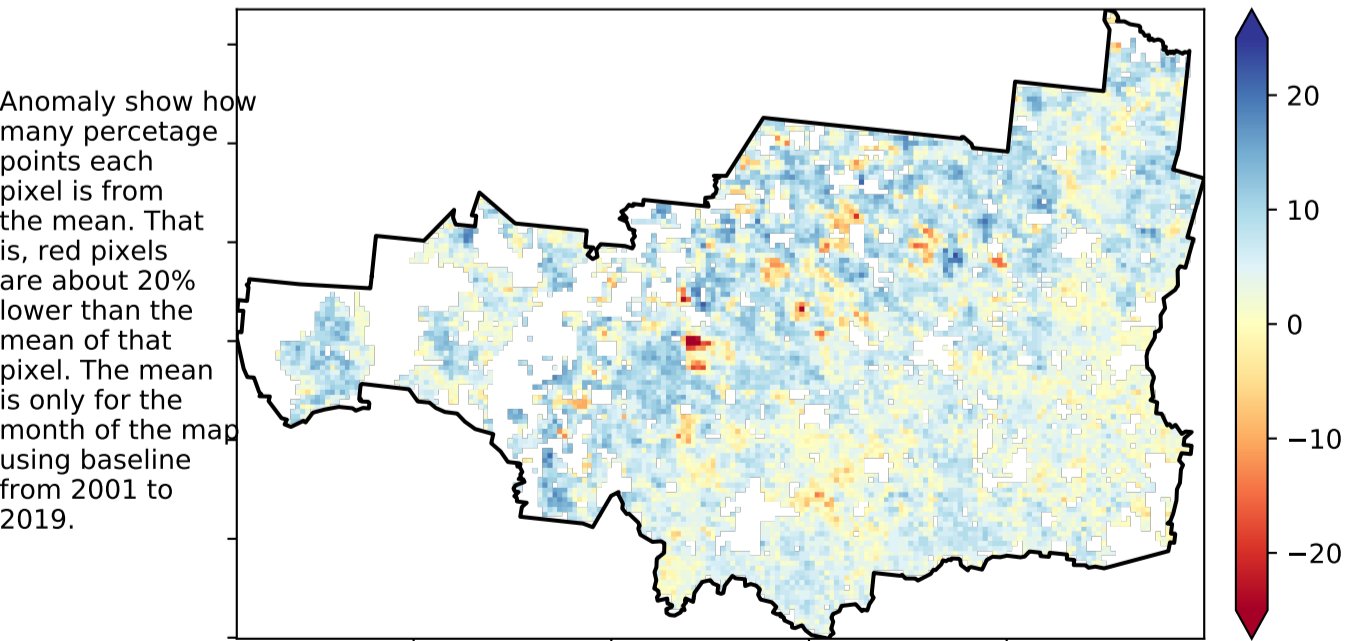 Anomaly show how
many percetage
points each
pixel is from
the mean. That
is, red pixels
are about 20%
lower than the
mean of that
pixel. The mean
is only for the
month of the map
using baseline
from 2001 to
2019.
20
10
0
−10
−20